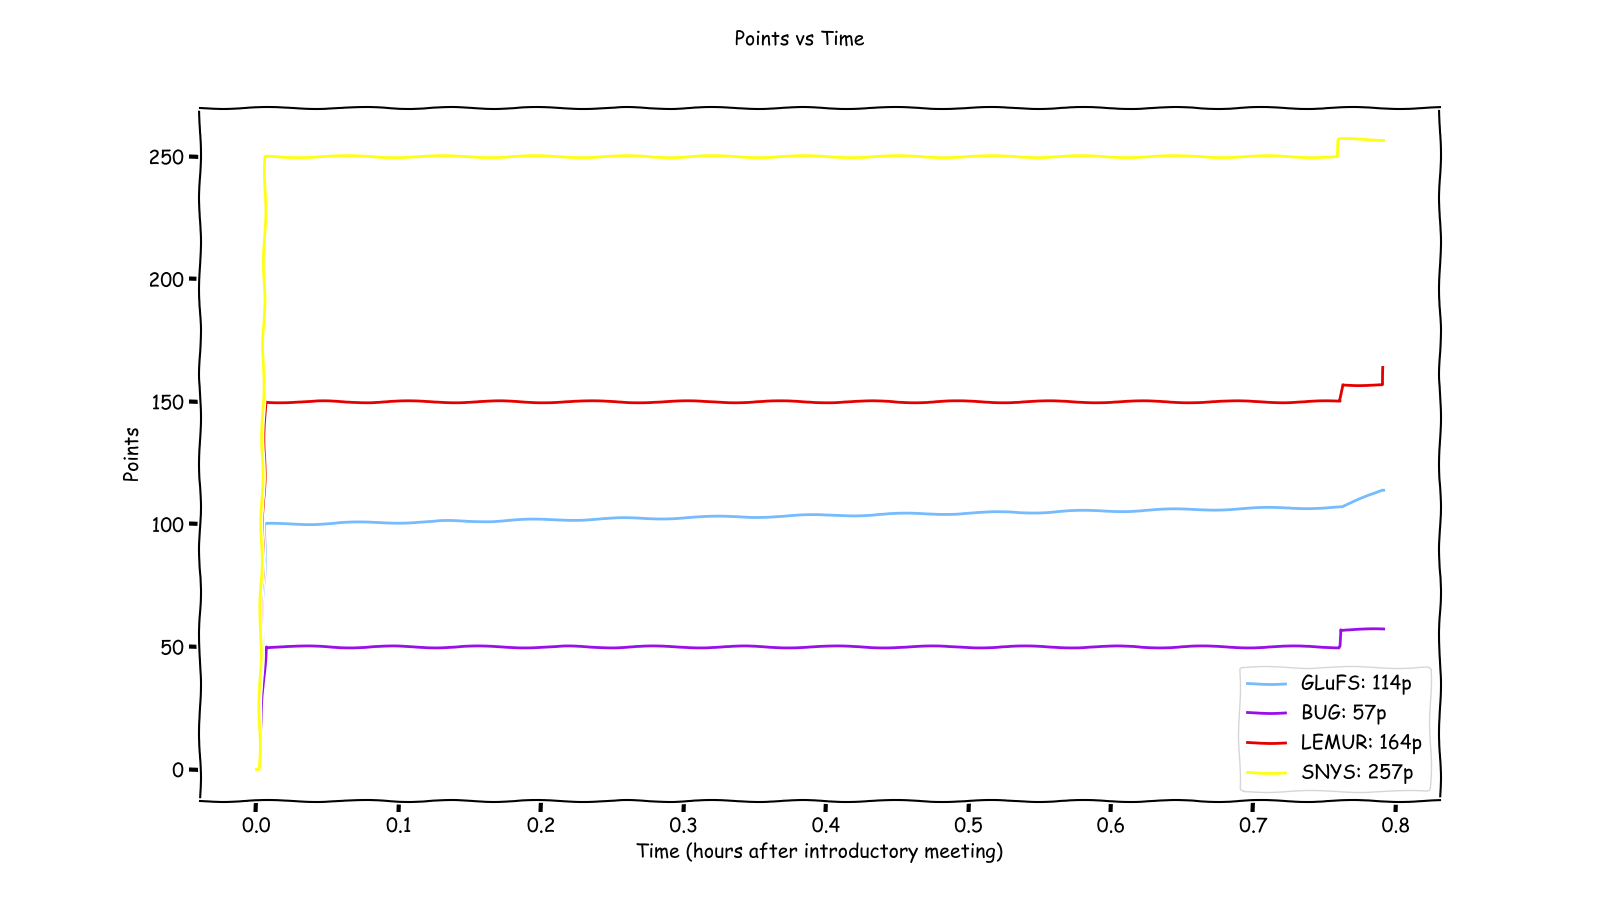 Points vs Time
250
200
150
100
50
0
Points
0.0 0.1 0.2 0.3 0.4 0.5 0.6 0.7 0.8
Time (hours after introductory meeting)
GLuFS: 114p
BUG: 57p
LEMUR: 164p
SNYS: 257p